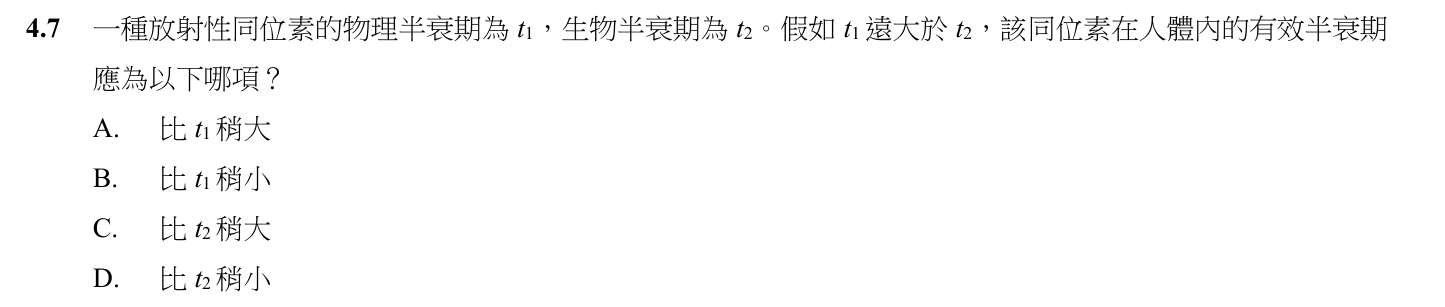 4.7 一種放射性同位素的物理半衰期為 t1，生物半衰期為 t2。假如 t1 遠大於 t2，該同位素在人體內的有效半衰期
應為以下哪項？
A. 比 t1 稍大
B. 比 t1 稍小
C. 比 t2 稍大
D. 比 t2 稍小